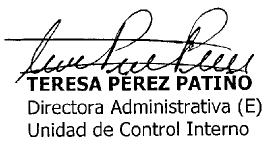 TERESA PÉREZ PATIÑO
Directora Administrativa (E)
Unidad de Control Interno